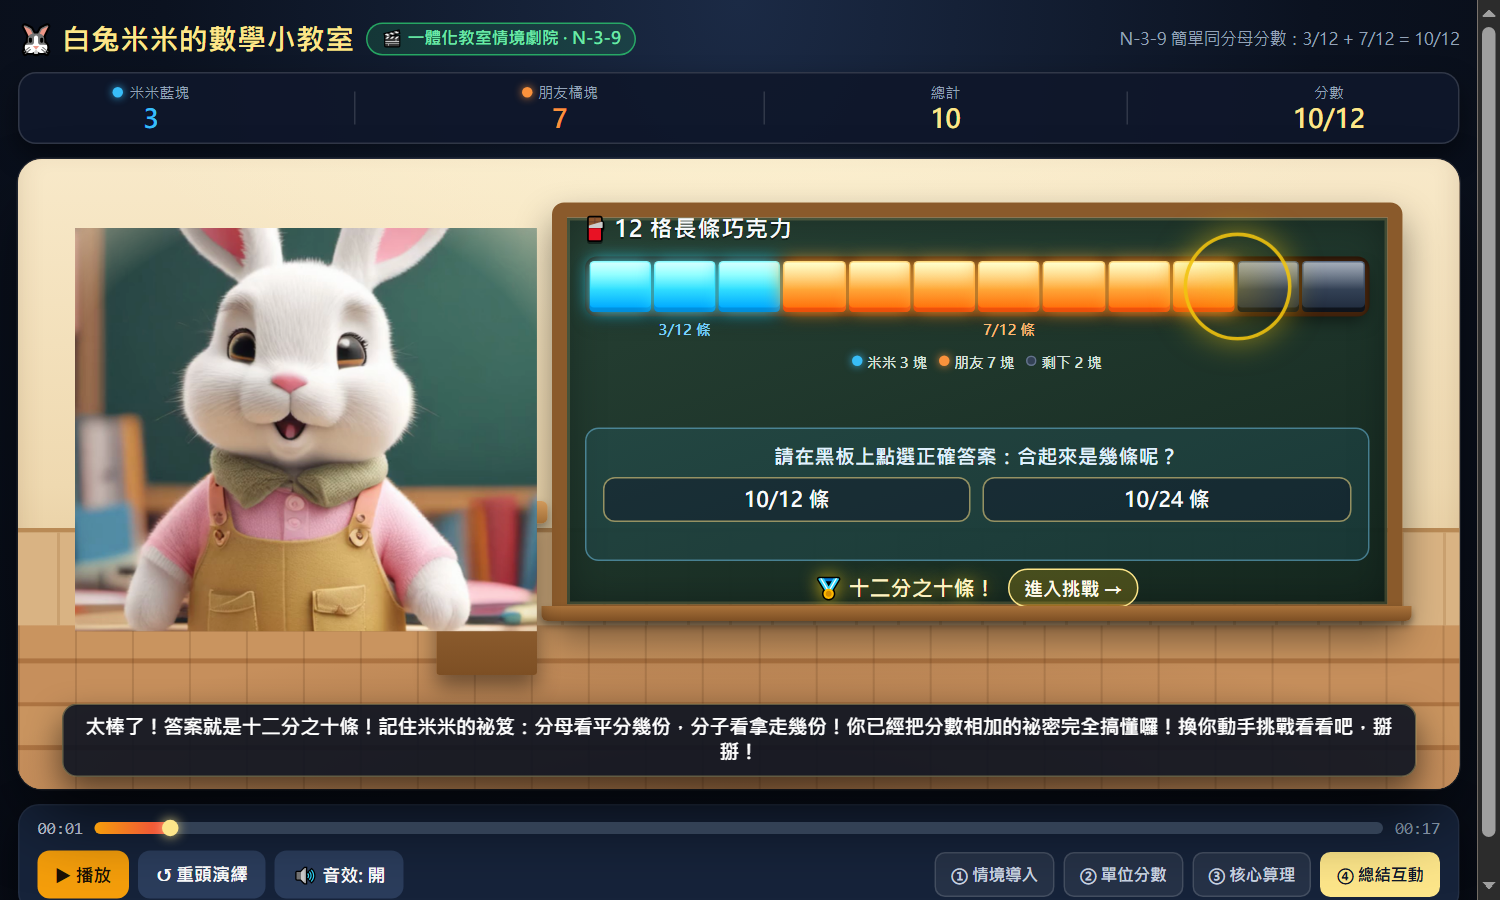 白兔米米的數學小教室
一體化教室情境劇院 · N-3-9
N-3-9 簡單同分母分數：3/12 + 7/12 = 10/12
米米藍塊
3
朋友橘塊
7
總計
10
分數
10/12
12 格長條巧克力
3/12 條
7/12 條
米米 3 塊 朋友 7 塊 剩下 2 塊
請在黑板上點選正確答案：合起來是幾條呢？
10/12 條
10/24 條
十二分之十條！
進入挑戰 →
太棒了！答案就是十二分之十條！記住米米的祕笈：分母看平分幾份 · 分子看拿走幾份！你已經把分數相加的祕密完全搞懂囉！換你動手挑戰看看吧 · 掰
掰！
00:01
00:17
▶ 播放
↺ 重頭演繹
音效: 開
① 情境導入
② 單位分數
③ 核心算理
④ 總結互動